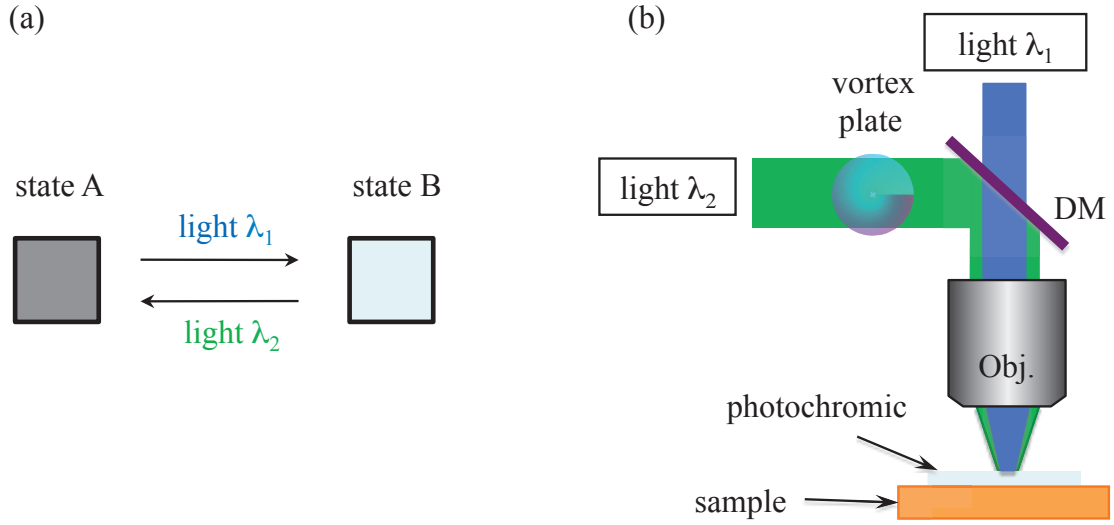 (a)
state A
state B
light λ₁
light λ₂
(b)
light λ₁
vortex
plate
light λ₂
DM
Obj.
photochromic
sample